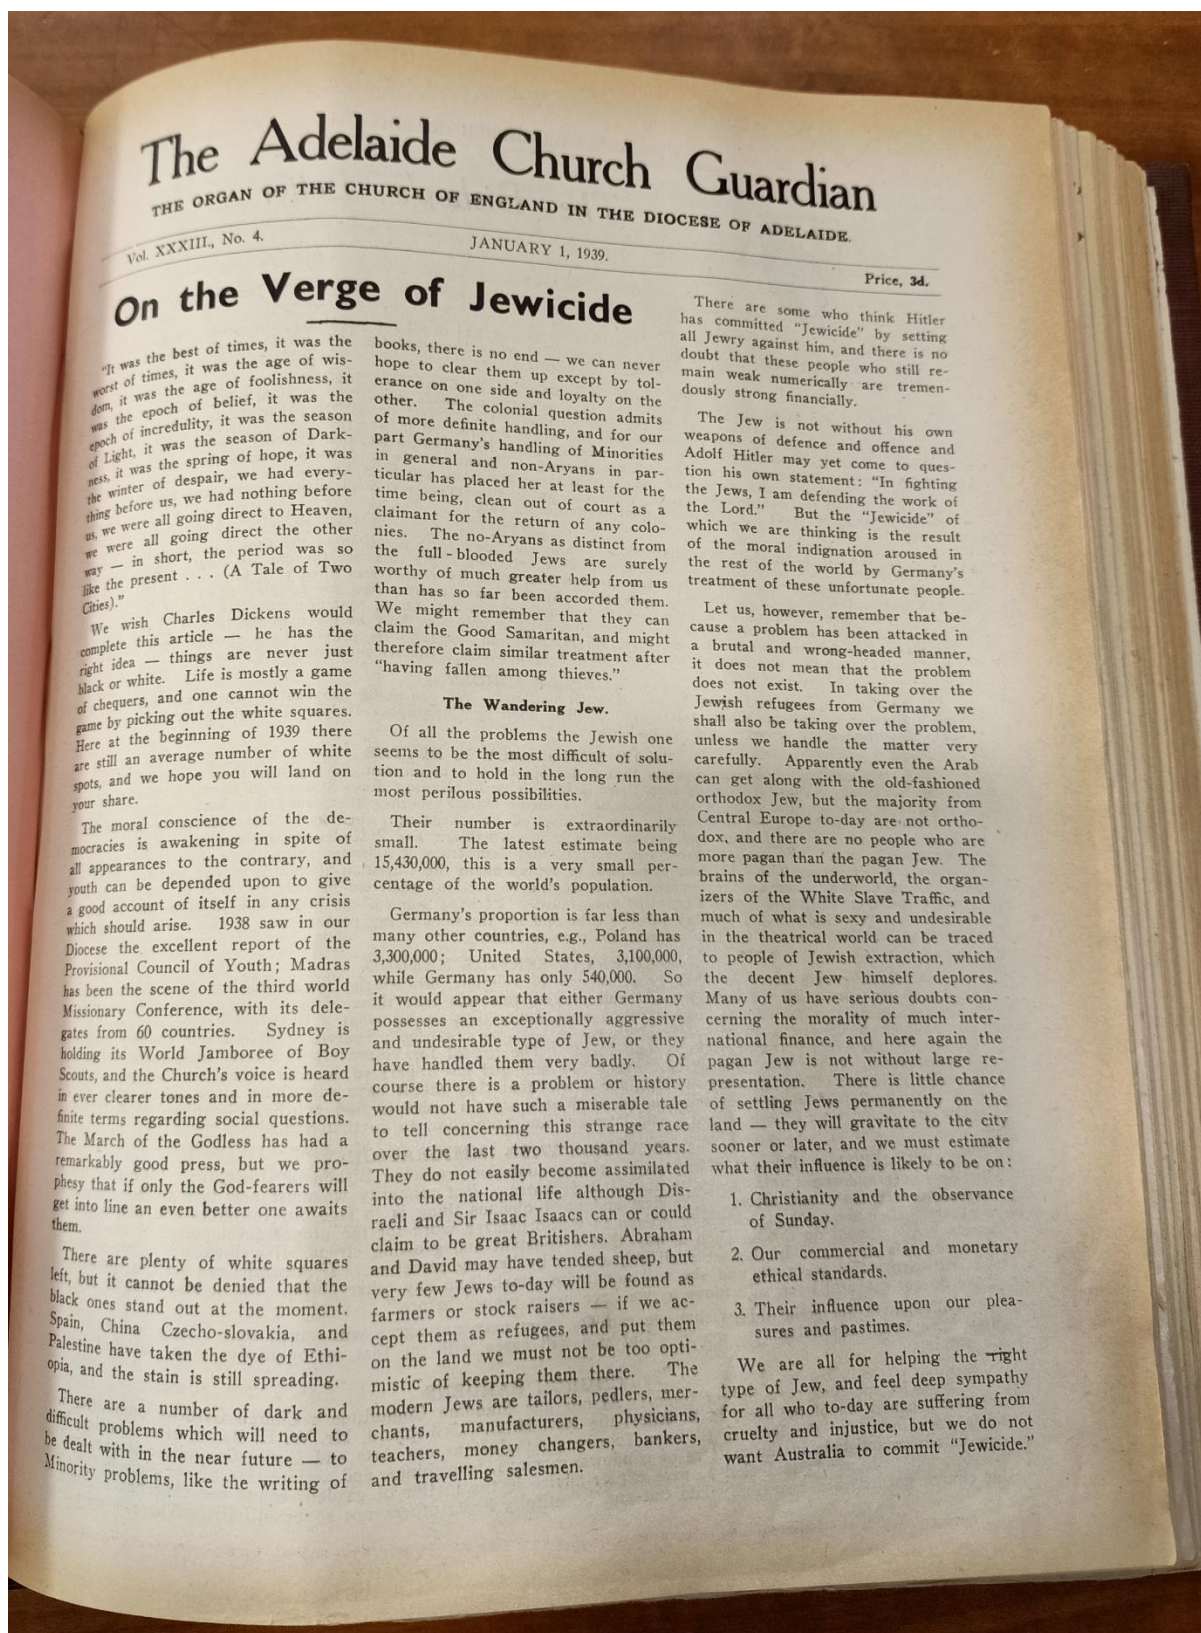 The Adelaide Church Guardian
THE ORGAN OF THE CHURCH OF ENGLAND IN THE DIOCESE OF ADELAIDE.
Vol. XXXIII., No. 4.
JANUARY 1, 1939.
Price, 3d.
On the Verge of Jewicide
"It was the best of times, it was the
worst of times, it was the age of wis-
dom, it was the age of foolishness, it
was the epoch of belief, it was the
epoch of incredulity, it was the season
of Light, it was the season of Dark-
ness, it was the spring of hope, it was
the winter of despair, we had every-
thing before us, we had nothing before
us, we were all going direct to Heaven,
we were all going direct the other
way — in short, the period was so
like the present . . . (A Tale of Two
Cities)."
We wish Charles Dickens would
complete this article — he has the
right idea — things are never just
black or white. Life is mostly a game
of chequers, and one cannot win the
game by picking out the white squares.
Here at the beginning of 1939 there
are still an average number of white
spots, and we hope you will land on
your share.
The moral conscience of the de-
mocracies is awakening in spite of
all appearances to the contrary, and
youth can be depended upon to give
a good account of itself in any crisis
which should arise. 1938 saw in our
Diocese the excellent report of the
Provisional Council of Youth; Madras
has been the scene of the third world
Missionary Conference, with its dele-
gates from 60 countries. Sydney is
holding its World Jamboree of Boy
Scouts, and the Church's voice is heard
in ever clearer tones and in more de-
finite terms regarding social questions.
The March of the Godless has had a
remarkably good press, but we pro-
phesy that if only the God-fearers will
get into line an even better one awaits
them.
There are plenty of white squares
left, but it cannot be denied that the
black ones stand out at the moment.
Spain, China Czecho-slovakia, and
Palestine have taken the dye of Ethi-
opia, and the stain is still spreading.
There are a number of dark and
difficult problems which will need to
be dealt with in the near future — to
Minority problems, like the writing of
books, there is no end — we can never
hope to clear them up except by tol-
erance on one side and loyalty on the
other. The colonial question admits
of more definite handling, and for our
part Germany's handling of Minorities
in general and non-Aryans in par-
ticular has placed her at least for the
time being, clean out of court as a
claimant for the return of any colo-
nies. The no-Aryans as distinct from
the full-blooded Jews are surely
worthy of much greater help from us
than has so far been accorded them.
We might remember that they can
claim the Good Samaritan, and might
therefore claim similar treatment after
"having fallen among thieves."
The Wandering Jew.
Of all the problems the Jewish one
seems to be the most difficult of solu-
tion and to hold in the long run the
most perilous possibilities.
Their number is extraordinarily
small. The latest estimate being
15,430,000, this is a very small per-
centage of the world's population.
Germany's proportion is far less than
many other countries, e.g., Poland has
3,300,000; United States, 3,100,000,
while Germany has only 540,000. So
it would appear that either Germany
possesses an exceptionally aggressive
and undesirable type of Jew, or they
have handled them very badly. Of
course there is a problem or history
would not have such a miserable tale
to tell concerning this strange race
over the last two thousand years.
They do not easily become assimilated
into the national life although Dis-
raeli and Sir Isaac Isaacs can or could
claim to be great Britishers. Abraham
and David may have tended sheep, but
very few Jews to-day will be found as
farmers or stock raisers — if we ac-
cept them as refugees, and put them
on the land we must not be too opti-
mistic of keeping them there. The
modern Jews are tailors, pedlers, mer-
chants, manufacturers, physicians,
teachers, money changers, bankers,
and travelling salesmen.
There are some who think Hitler
has committed "Jewicide" by setting
all Jewry against him, and there is no
doubt that these people who still re-
main weak numerically are tremen-
dously strong financially.
The Jew is not without his own
weapons of defence and offence and
Adolf Hitler may yet come to ques-
tion his own statement: "In fighting
the Jews, I am defending the work of
the Lord." But the "Jewicide" of
which we are thinking is the result
of the moral indignation aroused in
the rest of the world by Germany's
treatment of these unfortunate people.
Let us, however, remember that be-
cause a problem has been attacked in
a brutal and wrong-headed manner,
it does not mean that the problem
does not exist. In taking over the
Jewish refugees from Germany we
shall also be taking over the problem,
unless we handle the matter very
carefully. Apparently even the Arab
can get along with the old-fashioned
orthodox Jew, but the majority from
Central Europe to-day are not ortho-
dox, and there are no people who are
more pagan than the pagan Jew. The
brains of the underworld, the organ-
izers of the White Slave Traffic, and
much of what is sexy and undesirable
in the theatrical world can be traced
to people of Jewish extraction, which
the decent Jew himself deplores.
Many of us have serious doubts con-
cerning the morality of much inter-
national finance, and here again the
pagan Jew is not without large re-
presentation. There is little chance
of settling Jews permanently on the
land — they will gravitate to the city
sooner or later, and we must estimate
what their influence is likely to be on:
1. Christianity and the observance
of Sunday.
2. Our commercial and monetary
ethical standards.
3. Their influence upon our plea-
sures and pastimes.
We are all for helping the right
type of Jew, and feel deep sympathy
for all who to-day are suffering from
cruelty and injustice, but we do not
want Australia to commit "Jewicide."